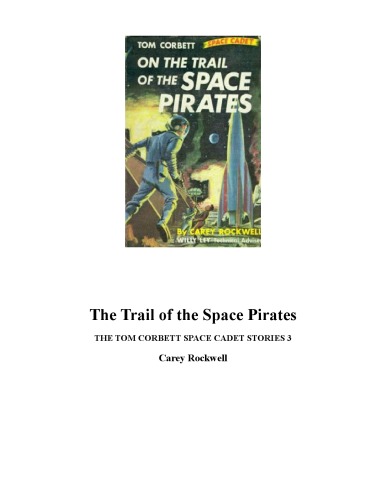 TOM CORBETT SPACE CADET
ON THE TRAIL
OF THE SPACE
PIRATES
By CAREY ROCKWELL
WILLY LEY Technical Adviser
The Trail of the Space Pirates
THE TOM CORBETT SPACE CADET STORIES 3
Carey Rockwell